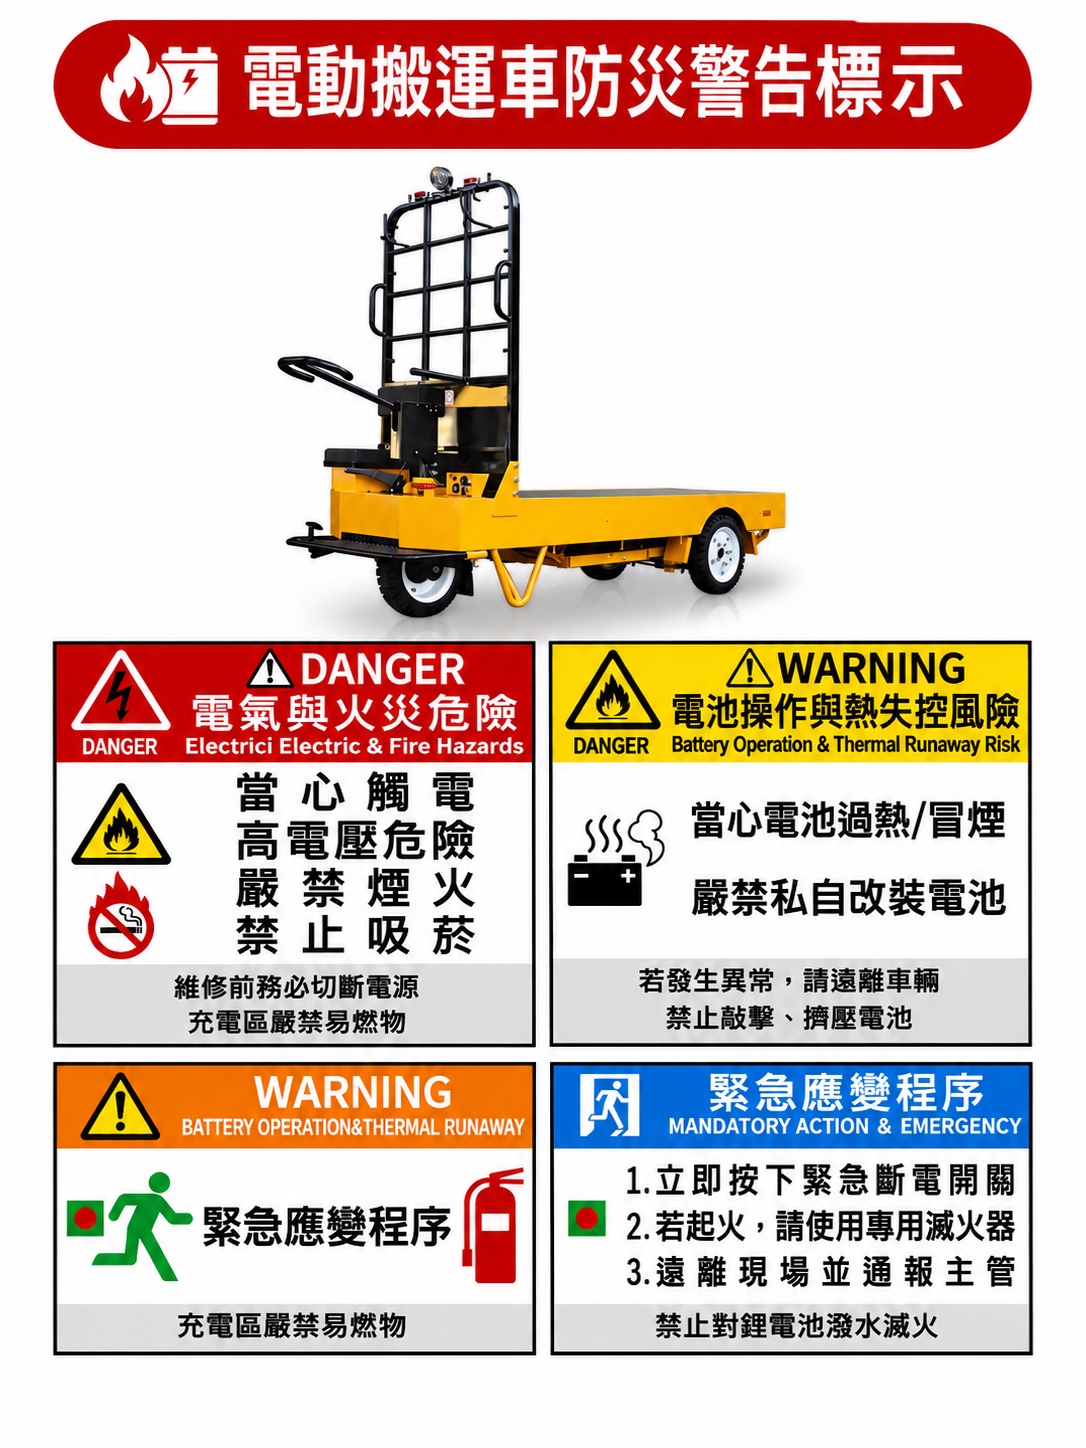 電動搬運車防災警告標示
DANGER
DANGER
電氣與火災危險
Electrici Electric & Fire Hazards
當心觸電
高電壓危險
嚴禁煙火
禁止吸菸
維修前務必切斷電源
充電區嚴禁易燃物
DANGER
WARNING
電池操作與熱失控風險
Battery Operation & Thermal Runaway Risk
當心電池過熱/冒煙
嚴禁私自改裝電池
若發生異常，請遠離車輛
禁止敲擊、擠壓電池
WARNING
BATTERY OPERATION&THERMAL RUNAWAY
緊急應變程序
充電區嚴禁易燃物
緊急應變程序
MANDATORY ACTION & EMERGENCY
1.立即按下緊急斷電開關
2.若起火，請使用專用滅火器
3.遠離現場並通報主管
禁止對鋰電池潑水滅火